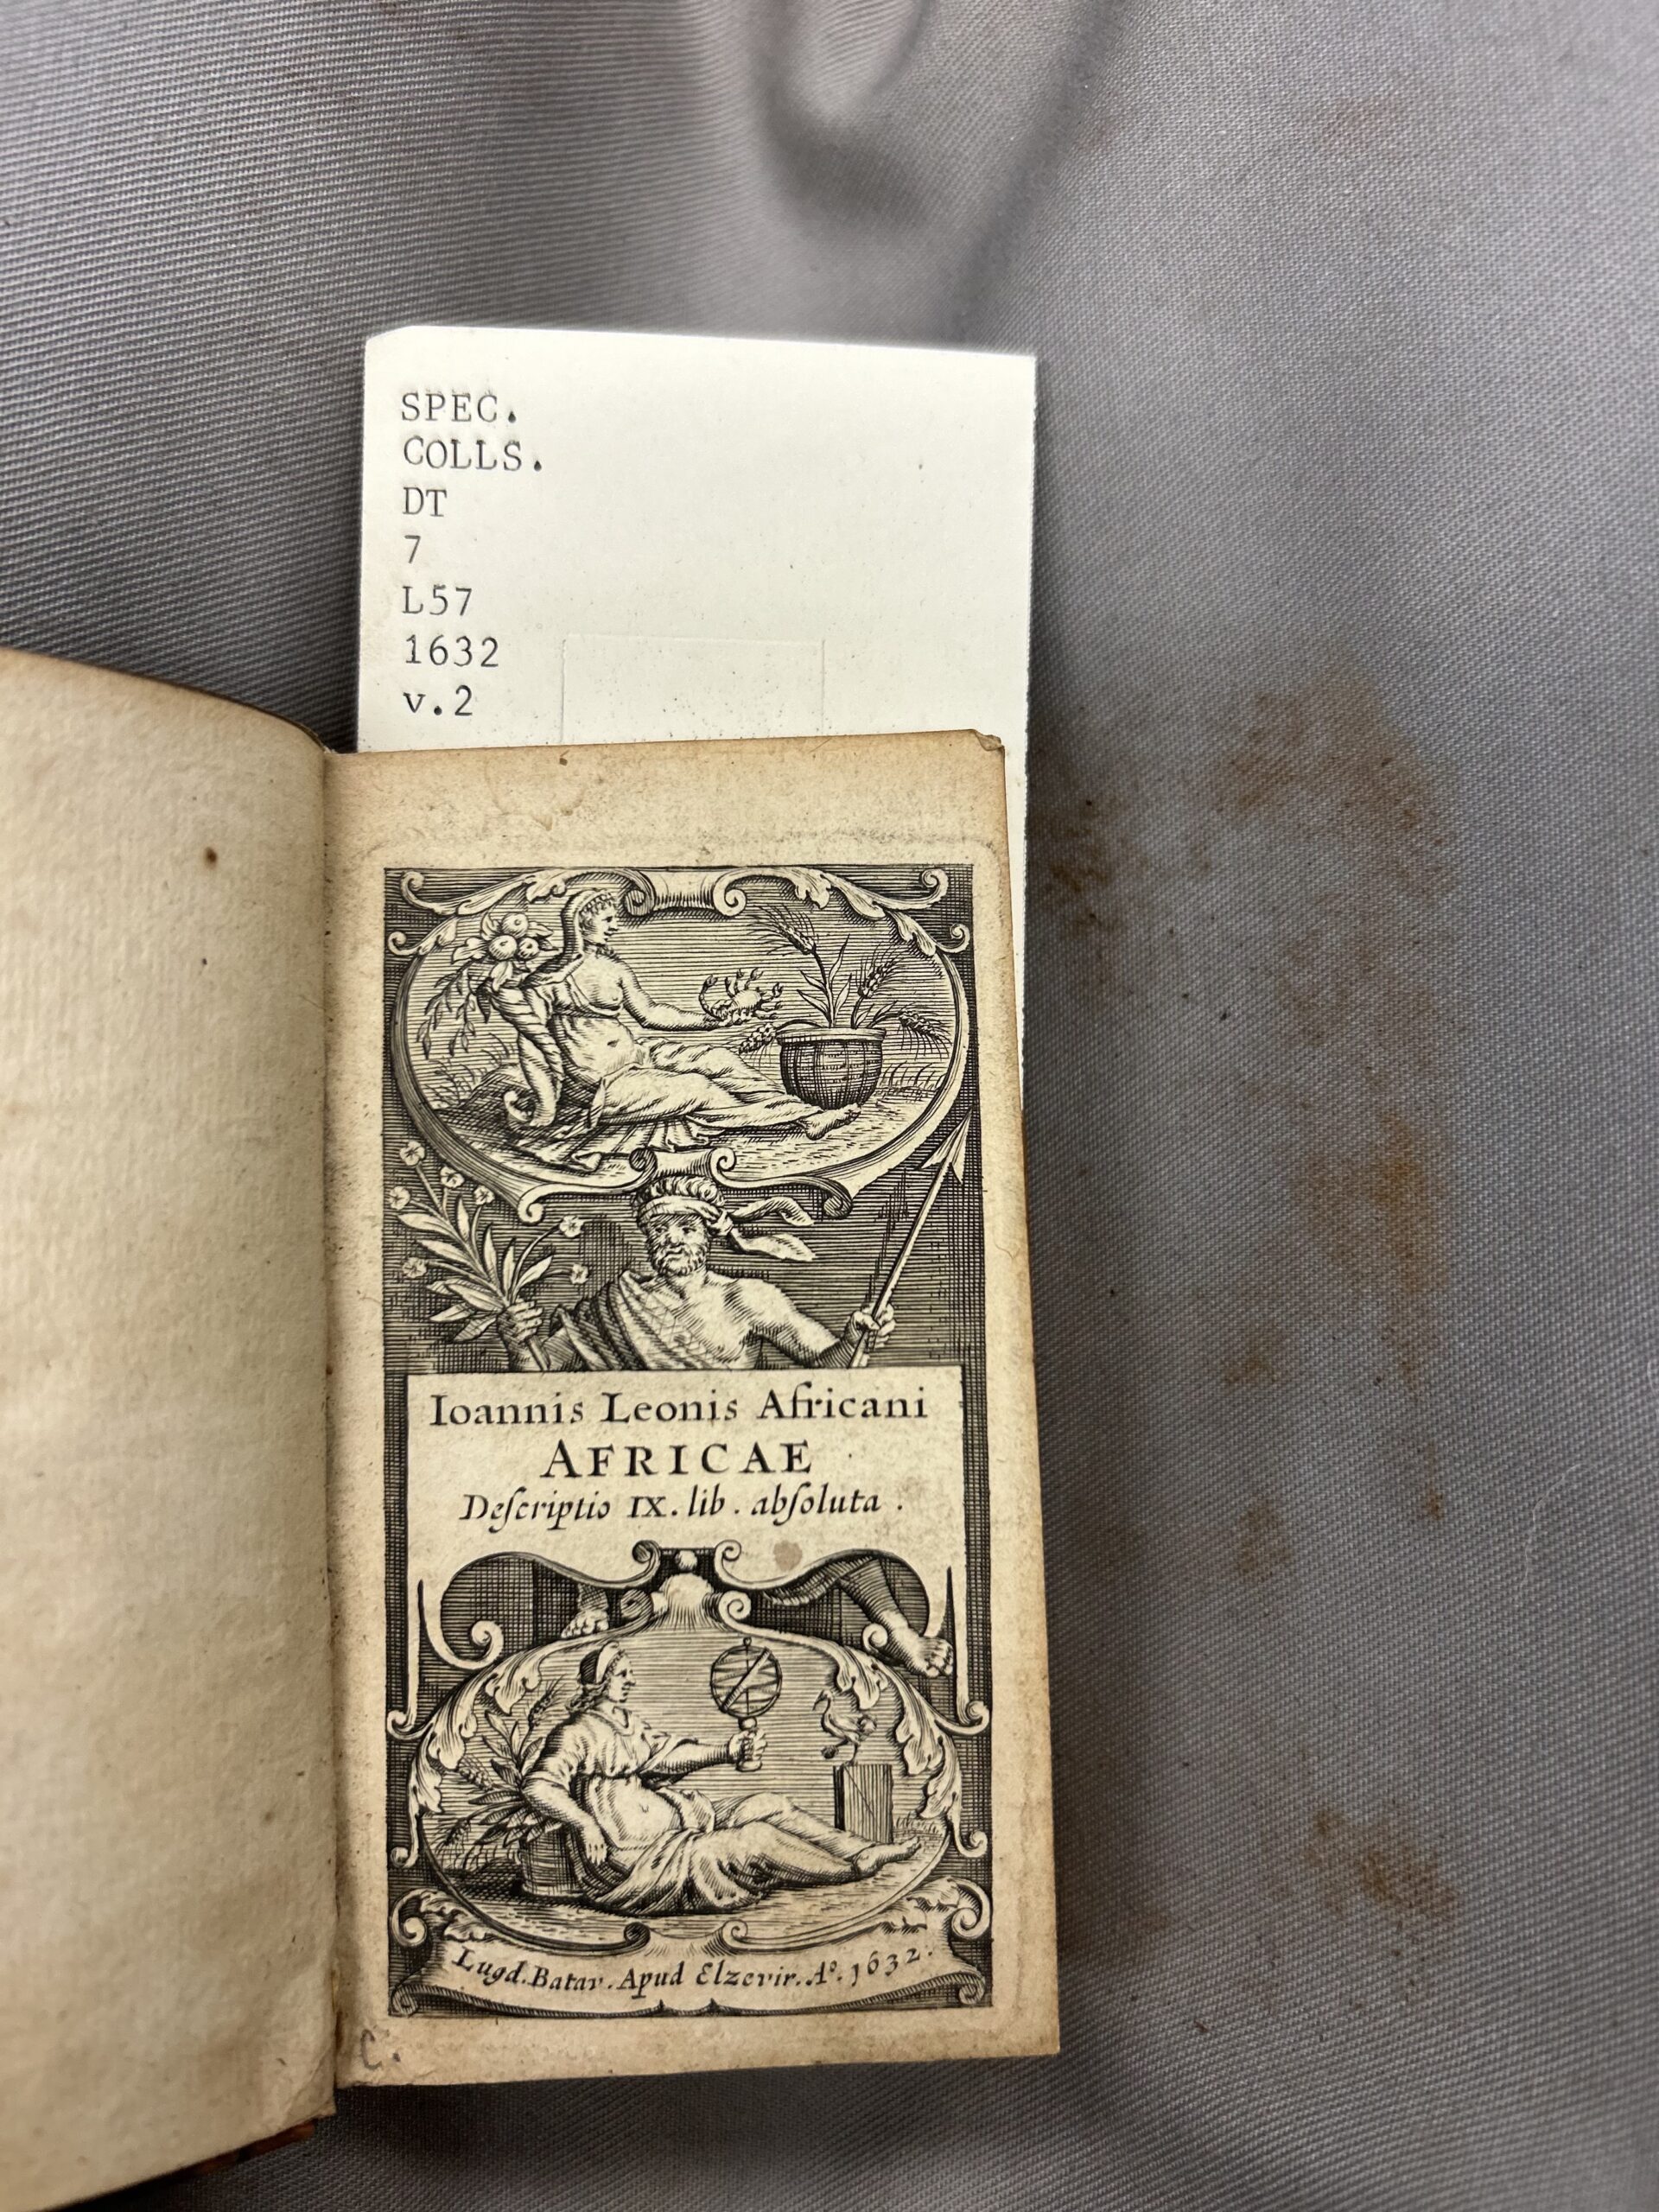 SPEC.
COLLS.
DT
7
L57
1632
v.2
Ioannis Leonis Africani
AFRICAE
Deſcriptio IX. lib. abſoluta.
Lugd. Batav. Apud Elzevir. Aº. 1632.
C.